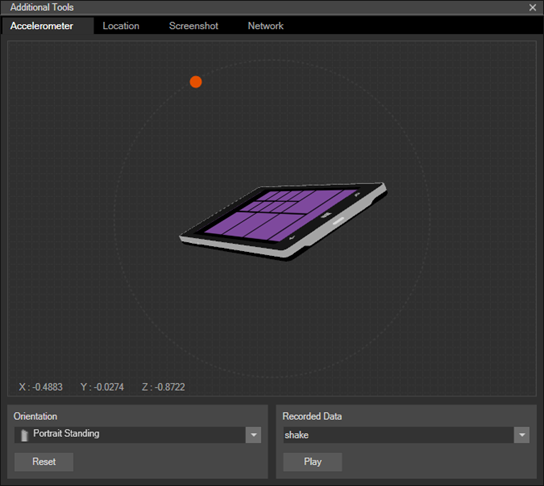 Additional Tools
Accelerometer Location Screenshot Network
X : -0.4883 Y : -0.0274 Z : -0.8722
Orientation
Portrait Standing
Reset
Recorded Data
shake
Play